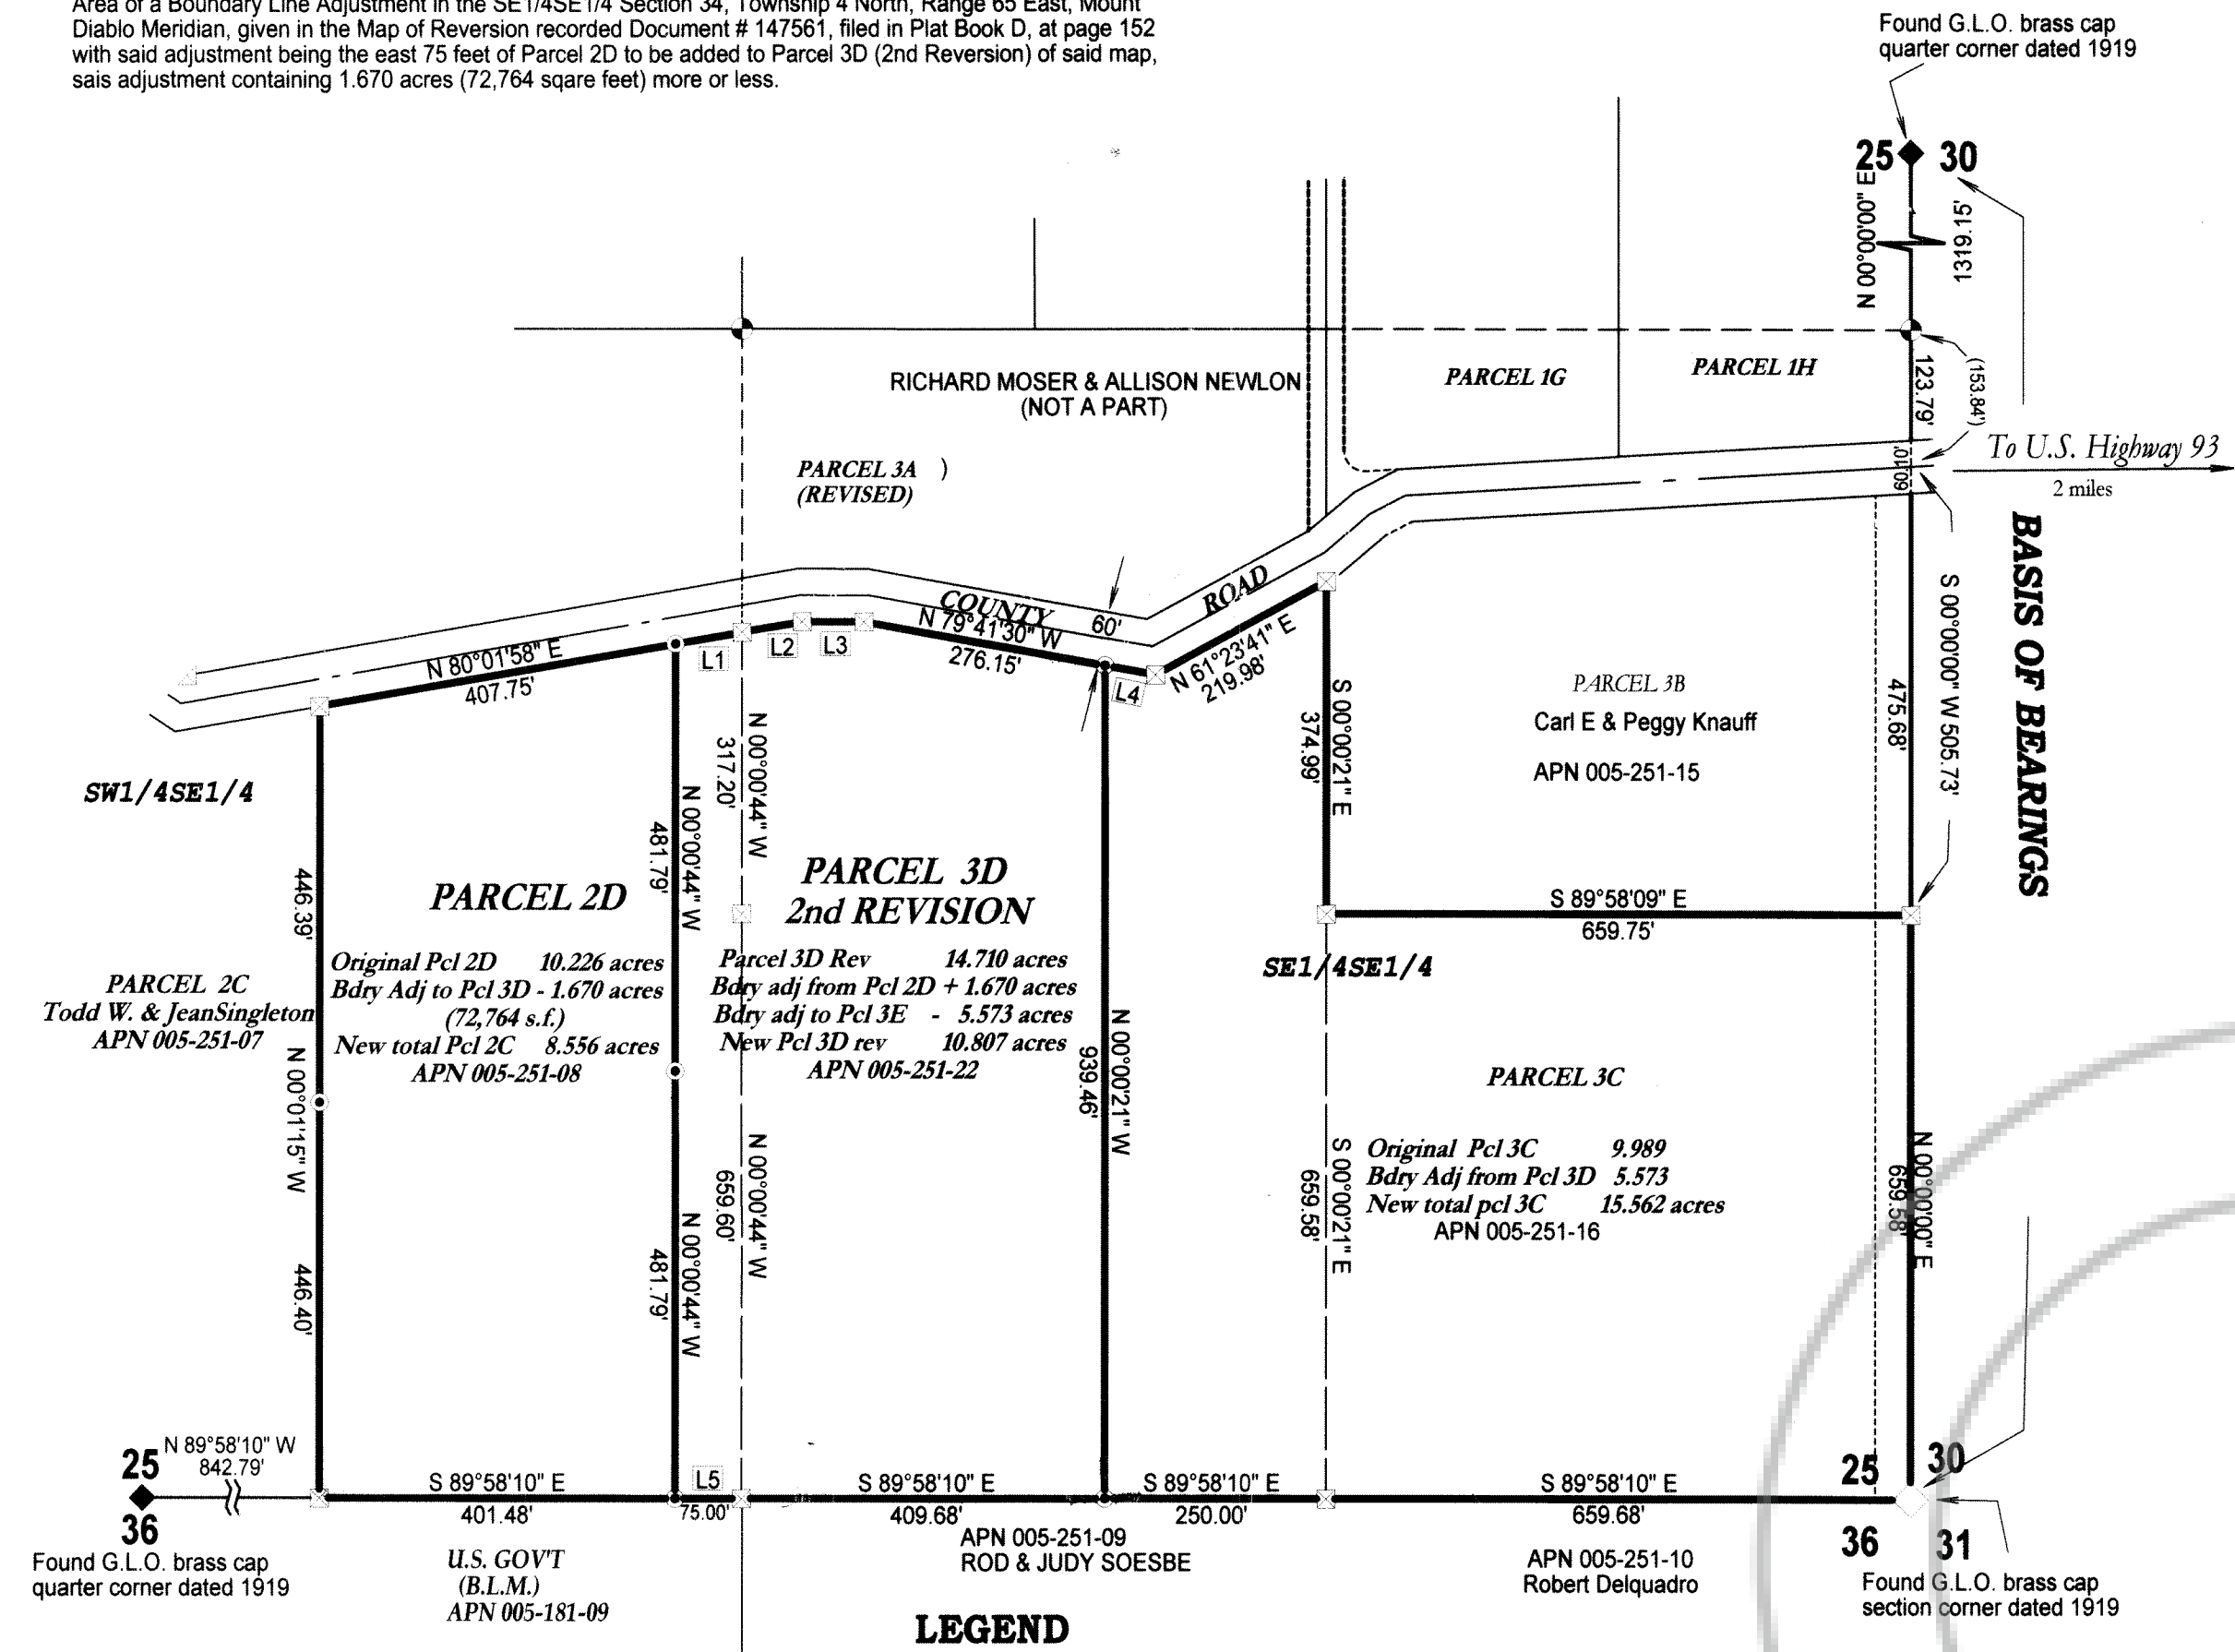 Area of a Boundary Line Adjustment in the SE1/4SE1/4 Section 34, Township 4 North, Range 65 East, Mount
Diablo Meridian, given in the Map of Reversion recorded Document # 147561, filed in Plat Book D, at page 152
with said adjustment being the east 75 feet of Parcel 2D to be added to Parcel 3D (2nd Reversion) of said map,
sais adjustment containing 1.670 acres (72,764 sqare feet) more or less.
Found G.L.O. brass cap
quarter corner dated 1919
25 30
N 00°00'00" E
1319.15'
RICHARD MOSER & ALLISON NEWLON
(NOT A PART)
PARCEL 1G
PARCEL 1H
123.79'
(153.84')
60.10'
To U.S. Highway 93
2 miles
PARCEL 3A )
(REVISED)
BASIS OF BEARINGS
S 00°00'00" W 505.73'
475.68'
COUNTY
ROAD
60'
N 80°01'58" E
407.75'
L1
L2
L3
N 79°41'30" W
276.15'
L4
N 61°23'41" E
219.98'
S 00°00'21" E
374.99'
PARCEL 3B
Carl E & Peggy Knauff
APN 005-251-15
SW1/4SE1/4
N 00°00'44" W
317.20'
N 00°00'44" W
481.79'
446.39'
PARCEL 2D
Original Pcl 2D 10.226 acres
Bdry Adj to Pcl 3D - 1.670 acres
(72,764 s.f.)
New total Pcl 2C 8.556 acres
APN 005-251-08
PARCEL 3D
2nd REVISION
Parcel 3D Rev 14.710 acres
Bdry adj from Pcl 2D + 1.670 acres
Bdry adj to Pcl 3E - 5.573 acres
New Pcl 3D rev 10.807 acres
APN 005-251-22
S 89°58'09" E
659.75'
SE1/4SE1/4
PARCEL 2C
Todd W. & JeanSingleton
APN 005-251-07
N 00°01'15" W
446.40'
N 00°00'44" W
481.79'
N 00°00'44" W
659.60'
N 00°00'21" W
939.46'
S 00°00'21" E
659.58'
PARCEL 3C
Original Pcl 3C 9.989
Bdry Adj from Pcl 3D 5.573
New total pcl 3C 15.562 acres
APN 005-251-16
N 00°00'00" E
659.58'
25
N 89°58'10" W
842.79'
36
Found G.L.O. brass cap
quarter corner dated 1919
S 89°58'10" E
401.48'
L5
75.00'
S 89°58'10" E
409.68'
S 89°58'10" E
250.00'
S 89°58'10" E
659.68'
25 30
36 31
U.S. GOV'T
(B.L.M.)
APN 005-181-09
APN 005-251-09
ROD & JUDY SOESBE
APN 005-251-10
Robert Delquadro
Found G.L.O. brass cap
section corner dated 1919
LEGEND